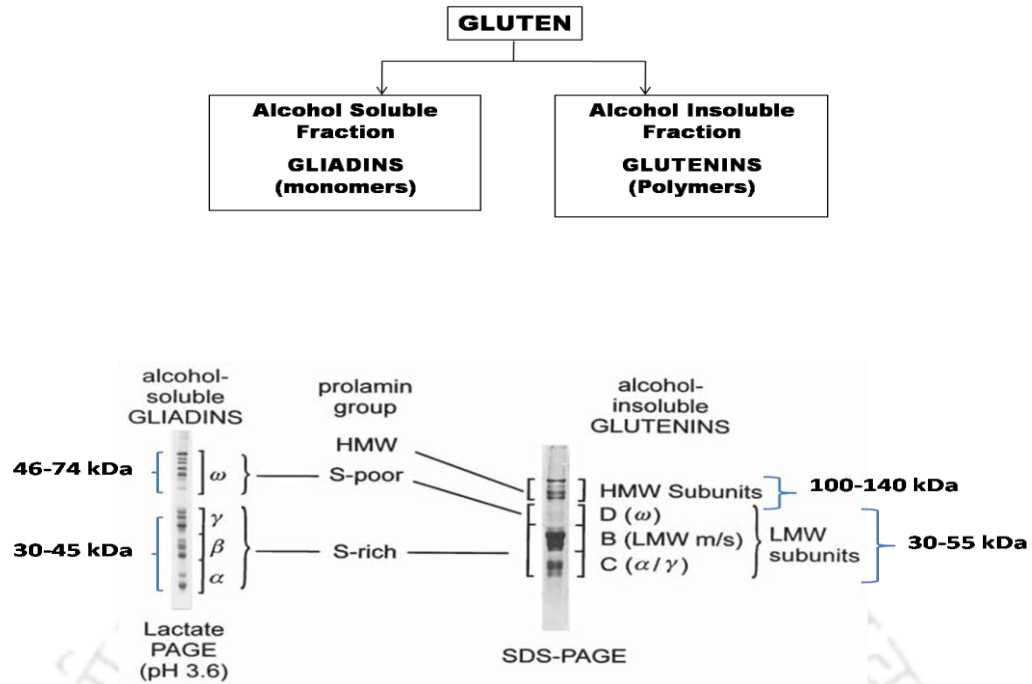 GLUTEN
Alcohol Soluble
Fraction
GLIADINS
(monomers)
Alcohol Insoluble
Fraction
GLUTENINS
(Polymers)
alcohol-
soluble
GLIADINS
46-74 kDa
ω
γ
β
α
30-45 kDa
Lactate
PAGE
(pH 3.6)
prolamin
group
HMW
S-poor
S-rich
alcohol-
insoluble
GLUTENINS
HMW Subunits
100-140 kDa
D (ω)
B (LMW m/s)
C (α/γ)
LMW
subunits
30-55 kDa
SDS-PAGE